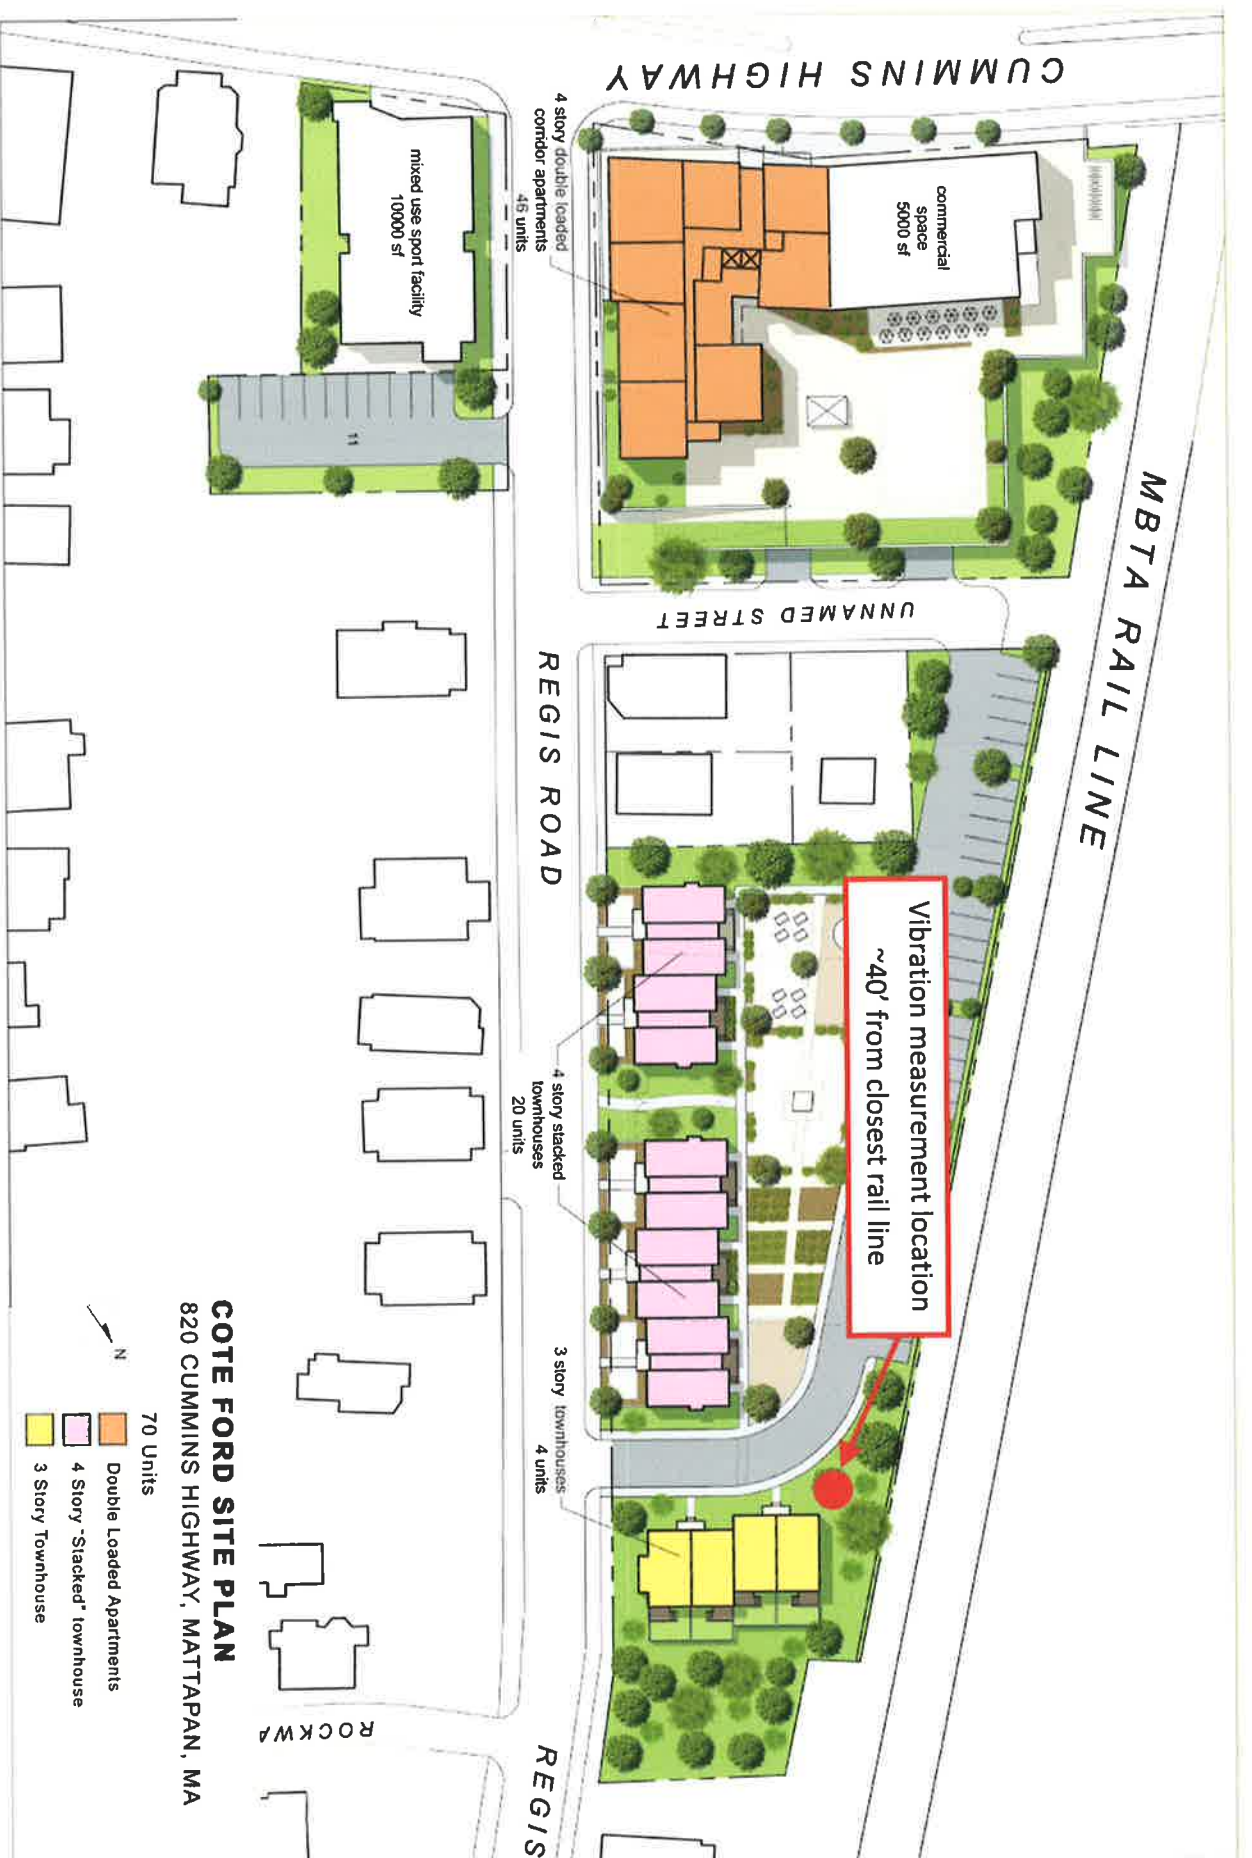 CUMMINS HIGHWAY
MBTA RAIL LINE
commercial
space
5000 sf
4 story double loaded
corridor apartments
46 units
mixed use sport facility
10000 sf
11
UNNAMED STREET
REGIS ROAD
Vibration measurement location
~40' from closest rail line
4 story stacked
townhouses
20 units
3 story townhouses
4 units
ROCKWA
REGIS
COTE FORD SITE PLAN
820 CUMMINS HIGHWAY, MATTAPAN, MA
N
70 Units
Double Loaded Apartments
4 Story "Stacked" townhouse
3 Story Townhouse